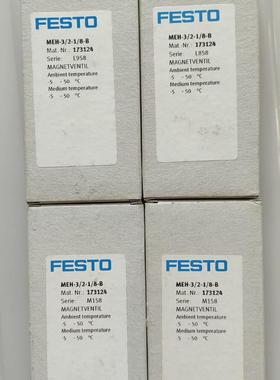 FESTO
MEH-3/2-1/8-B
Mat. Nr.: 173124
Serie: L958
MAGNETVENTIL
Ambient temperature
-5 - 50 °C
Medium temperature
-5 - 50 °C
FESTO
MEH-3/2-1/8-B
Mat. Nr.: 173124
Serie: L858
MAGNETVENTIL
Ambient temperature
-5 - 50 °C
Medium temperature
-5 - 50 °C
FESTO
MEH-3/2-1/8-B
Mat. Nr.: 173124
Serie: M158
MAGNETVENTIL
Ambient temperature
-5 - 50 °C
Medium temperature
-5 - 50 °C
FESTO
MEH-3/2-1/8-B
Mat. Nr.: 173124
Serie: M158
MAGNETVENTIL
Ambient temperature
-5 - 50 °C
Medium temperature
-5 - 50 °C